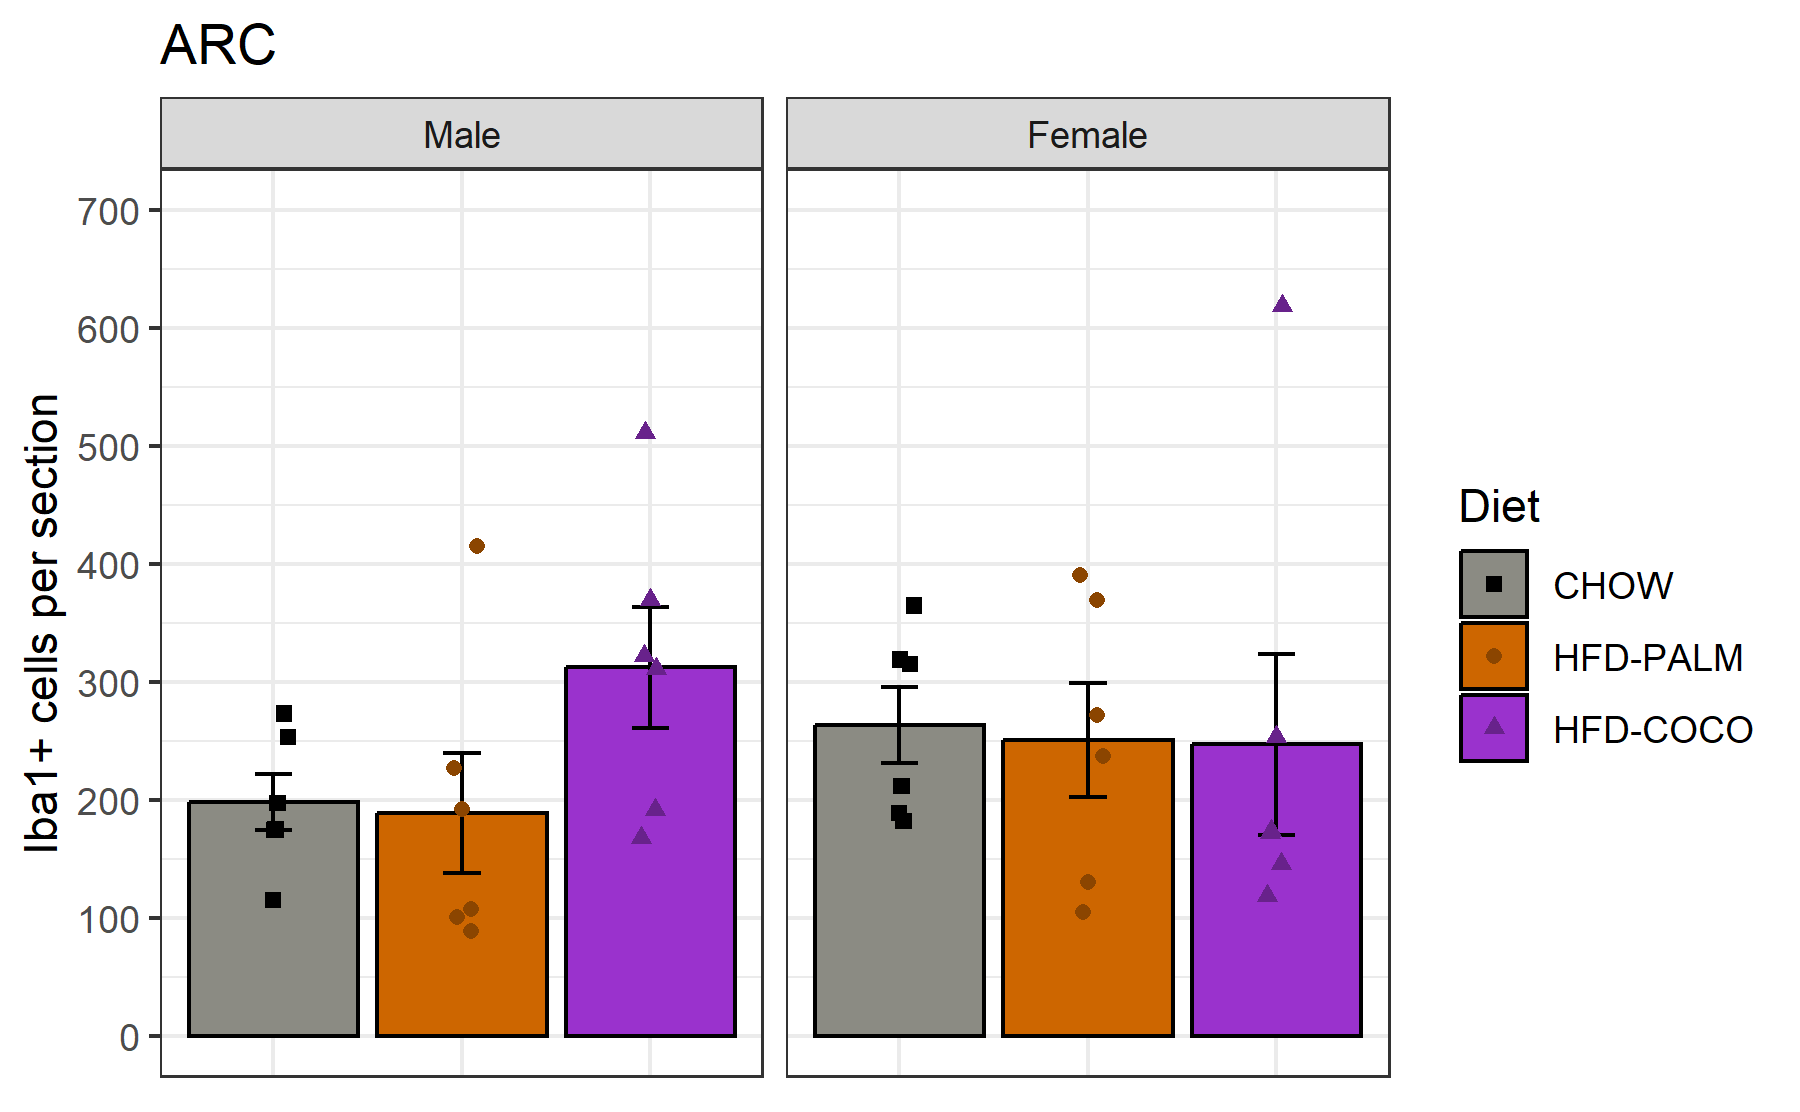 ARC
Male
Female
Iba1+ cells per section
700
600
500
400
300
200
100
0
Diet
CHOW
HFD-PALM
HFD-COCO